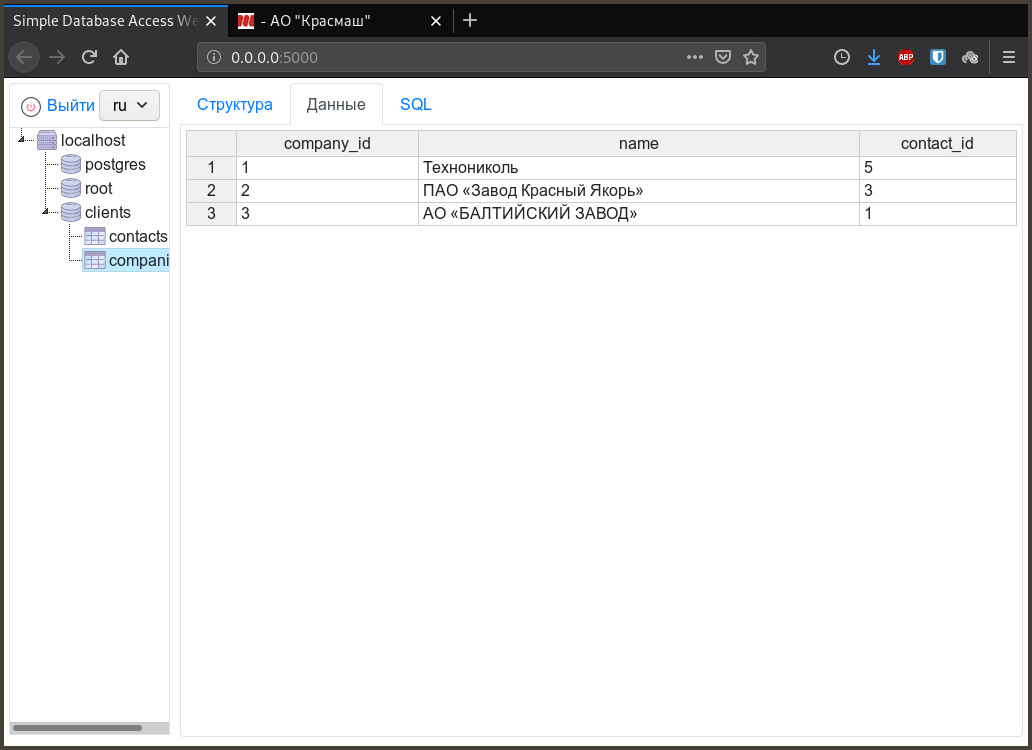 Simple Database Access We
- АО "Красмаш"
0.0.0.0:5000
ABP
Выйти ru
Структура Данные SQL
localhost
postgres
root
clients
contacts
compani
company_id name contact_id
1 1 Технониколь 5
2 2 ПАО «Завод Красный Якорь» 3
3 3 АО «БАЛТИЙСКИЙ ЗАВОД» 1